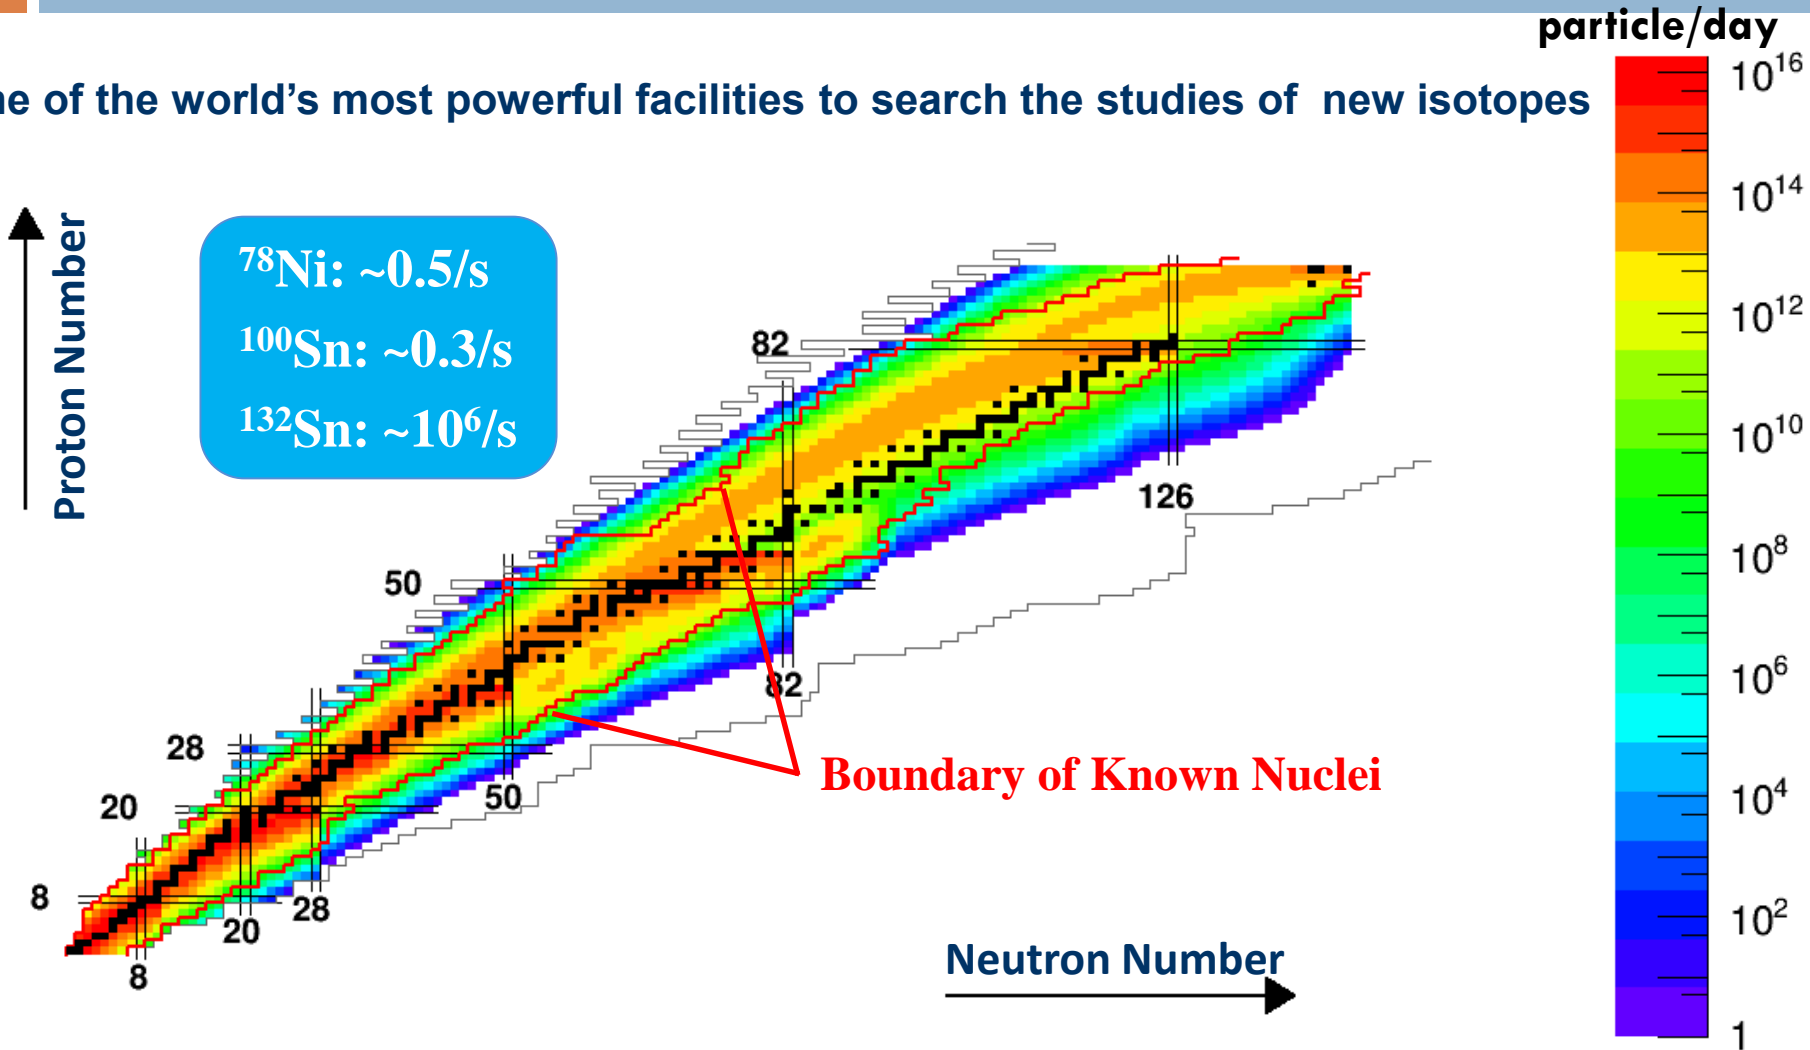 particle/day
ne of the world's most powerful facilities to search the studies of  new isotopes
10¹⁶
10¹⁴
10¹²
10¹⁰
10⁸
10⁶
10⁴
10²
1
Proton Number
⁷⁸Ni: ~0.5/s
¹⁰⁰Sn: ~0.3/s
¹³²Sn: ~10⁶/s
82
126
50
82
28
50
20
8
28
20
8
Boundary of Known Nuclei
Neutron Number